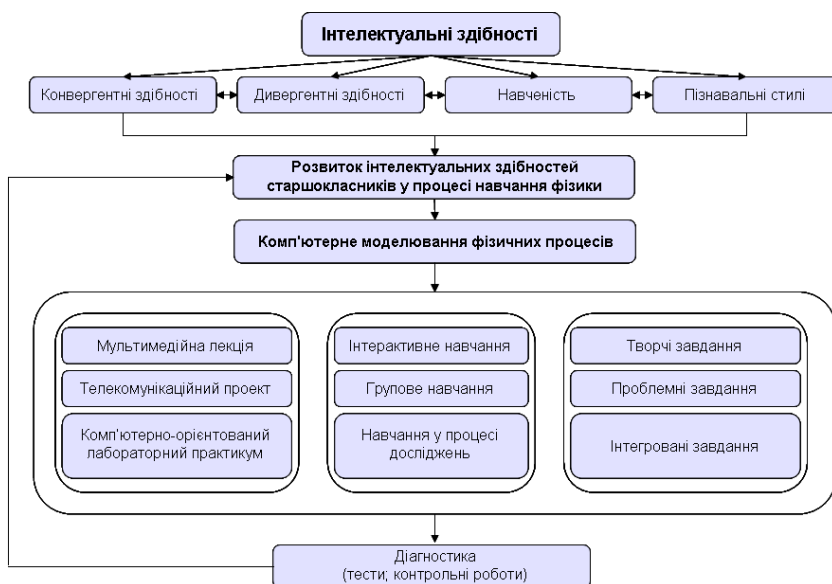 Інтелектуальні здібності
Конвергентні здібності
Дивергентні здібності
Навченість
Пізнавальні стилі
Розвиток інтелектуальних здібностей
старшокласників у процесі навчання фізики
Комп'ютерне моделювання фізичних процесів
Мультимедійна лекція
Телекомунікаційний проект
Комп'ютерно-орієнтований
лабораторний практикум
Інтерактивне навчання
Групове навчання
Навчання у процесі
досліджень
Творчі завдання
Проблемні завдання
Інтегровані завдання
Діагностика
(тести; контрольні роботи)